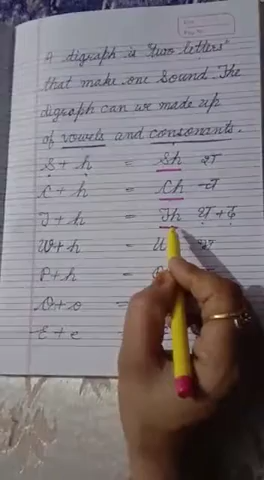 A digraph is two letters
that make one sound. The
digraph can we made up
of vowels and consonants.
S + h = Sh श
C + h = Ch च
T + h = Th थ + द
W + h =
P + h =
O + o =
E + e =